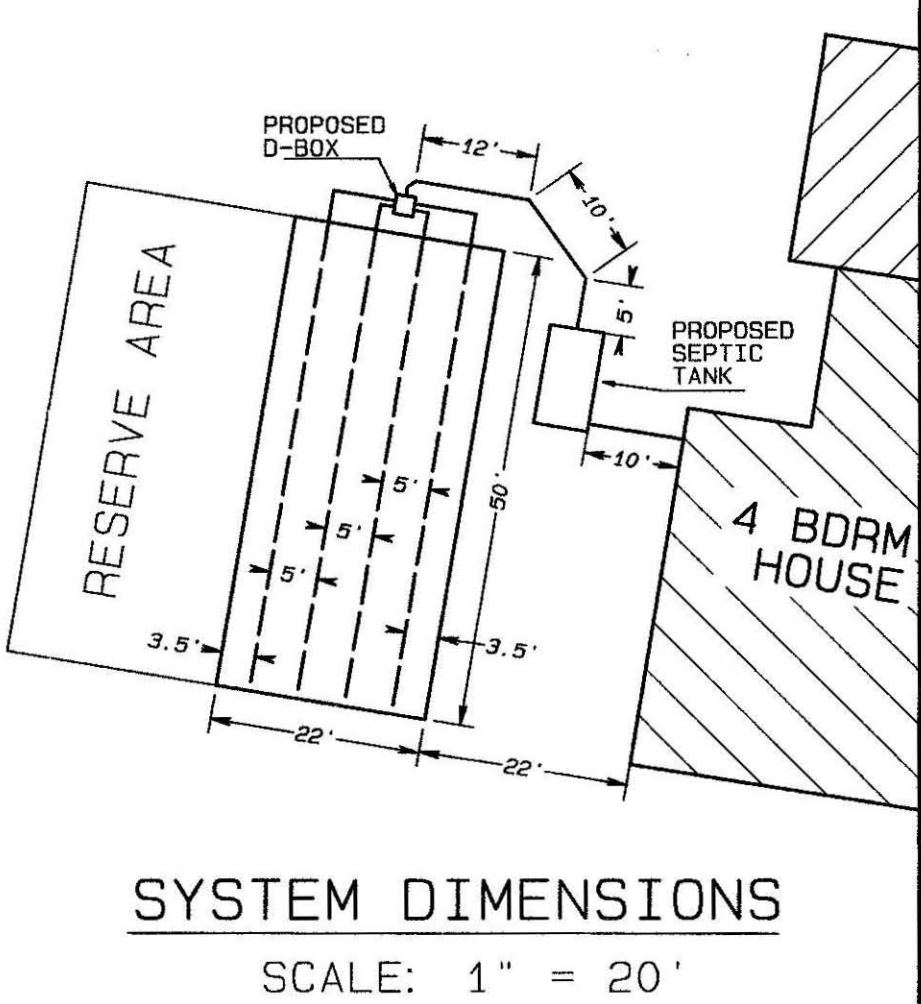 PROPOSED
D-BOX
12'
10'
5'
PROPOSED
SEPTIC
TANK
RESERVE AREA
10'
50'
5'
5'
5'
4 BDRM
HOUSE
3.5'
3.5'
22'
22'
SYSTEM DIMENSIONS
SCALE: 1" = 20'